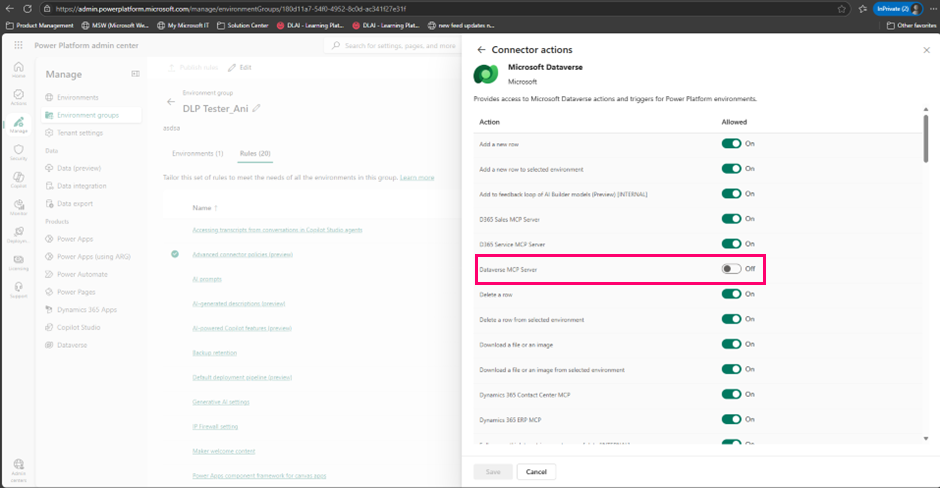 https://admin.powerplatform.microsoft.com/manage/environmentGroups/180d11a7-54f0-4952-8c0d-ac341f27e31f
InPrivate (2)
Product Management
MSW (Microsoft We...
My Microsoft IT
Solution Center
DLAI - Learning Plat...
DLAI - Learning Plat...
new feed updates n...
Other favorites
Power Platform admin center
Search for settings, pages, and more
Home
Actions
Manage
Security
Copilot
Monitor
Deploym...
Licensing
Support
Admin centers
Manage
Environments
Environment groups
Tenant settings
Data
Data (preview)
Data integration
Data export
Products
Power Apps
Power Apps (using ARG)
Power Automate
Power Pages
Dynamics 365 Apps
Copilot Studio
Dataverse
Publish rules
Edit
Environment group
DLP Tester_Ani
Environments (1)
Rules (20)
Tailor this set of rules to meet the needs of all the environments in this group. Learn more
Name ↑
Accessing transcripts from conversations in Copilot Studio agents
Advanced connector policies (preview)
AI prompts
AI-generated descriptions (preview)
AI-powered Copilot features (preview)
Backup retention
Default deployment pipeline (preview)
Generative AI settings
IP Firewall setting
Maker welcome content
Power Apps component framework for canvas apps
Connector actions
Microsoft Dataverse
Microsoft
Provides access to Microsoft Dataverse actions and triggers for Power Platform environments.
Action Allowed
Add a new row On
Add a new row to selected environment On
Add to feedback loop of AI Builder models (Preview) [INTERNAL] On
D365 Sales MCP Server On
D365 Service MCP Server On
Dataverse MCP Server Off
Delete a row On
Delete a row from selected environment On
Download a file or an image On
Download a file or an image from selected environment On
Dynamics 365 Contact Center MCP On
Dynamics 365 ERP MCP On
On
Save
Cancel